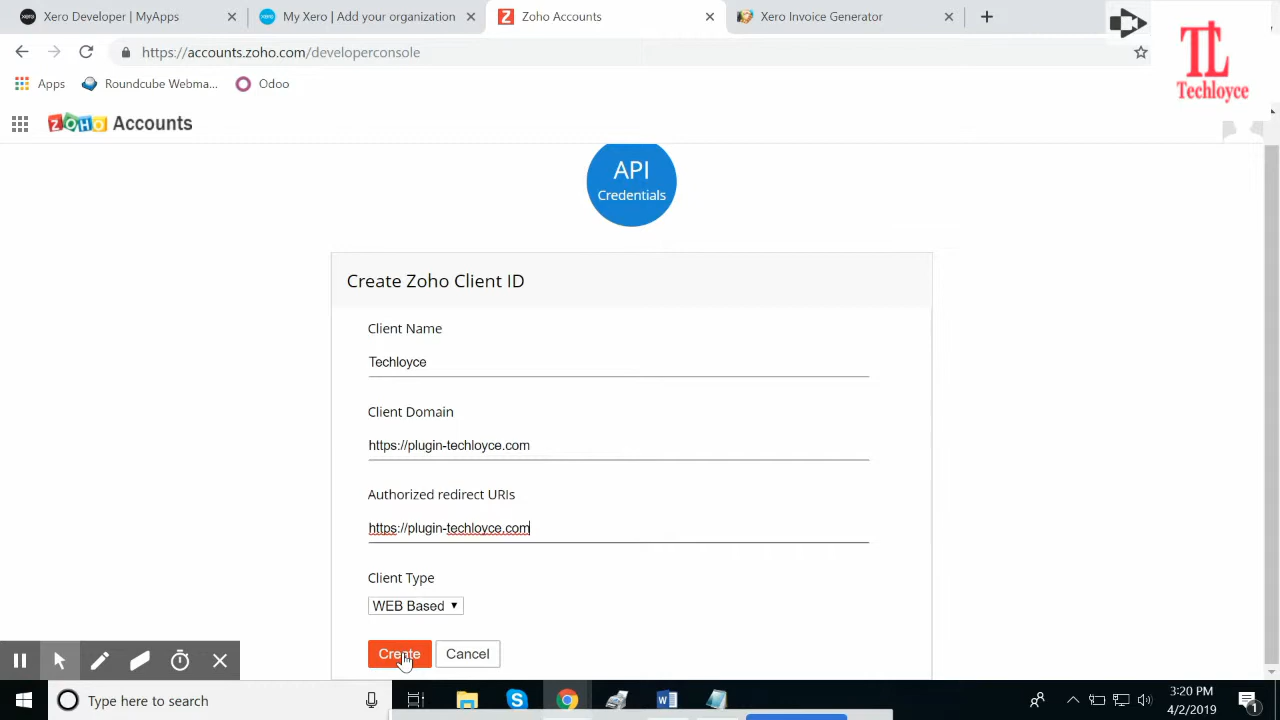 Xero Developer | MyApps
My Xero | Add your organization
Zoho Accounts
Xero Invoice Generator
https://accounts.zoho.com/developerconsole
Apps
Roundcube Webma...
Odoo
TL
Techloyce
ZOHO Accounts
API
Credentials
Create Zoho Client ID
Client Name
Techloyce
Client Domain
https://plugin-techloyce.com
Authorized redirect URIs
https://plugin-techloyce.com
Client Type
WEB Based
Create
Cancel
Type here to search
3:20 PM
4/2/2019
1